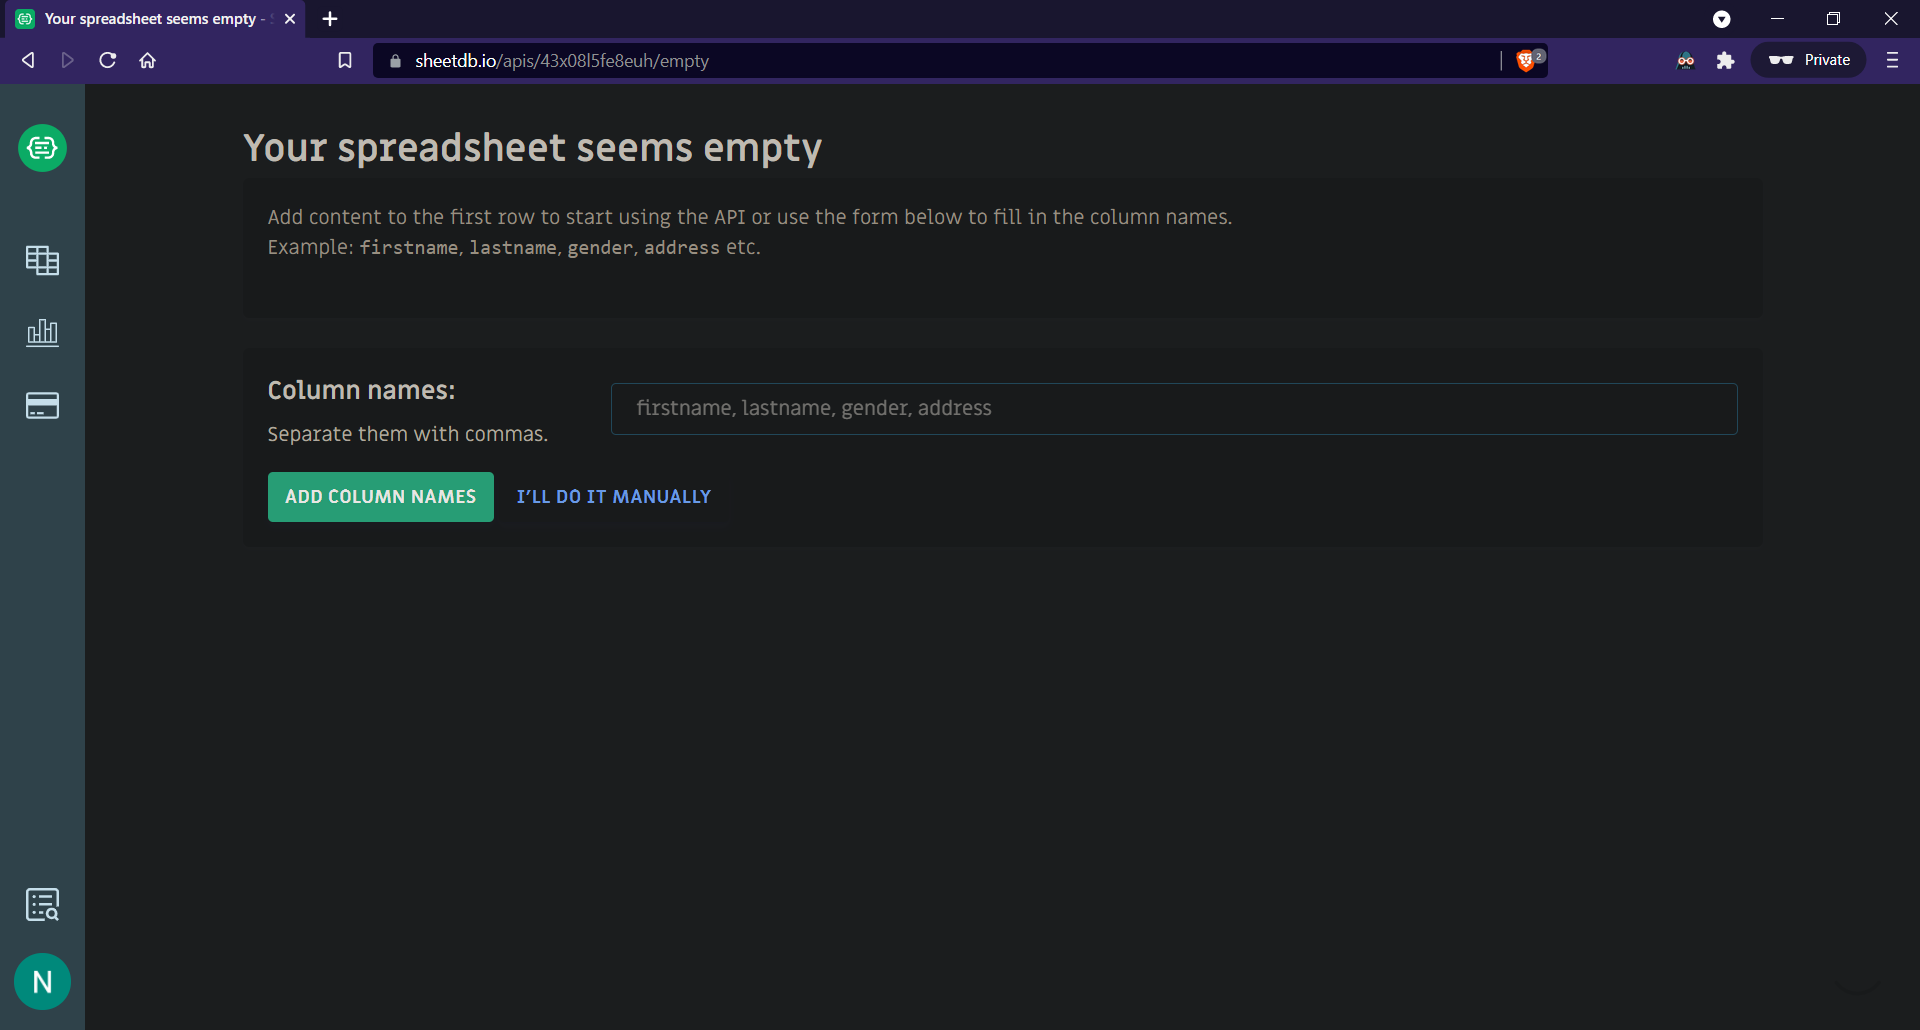 Your spreadsheet seems empty -
sheetdb.io/apis/43x08l5fe8euh/empty
2
Private
Your spreadsheet seems empty
Add content to the first row to start using the API or use the form below to fill in the column names.
Example: firstname, lastname, gender, address etc.
Column names:
firstname, lastname, gender, address
Separate them with commas.
ADD COLUMN NAMES
I'LL DO IT MANUALLY
N